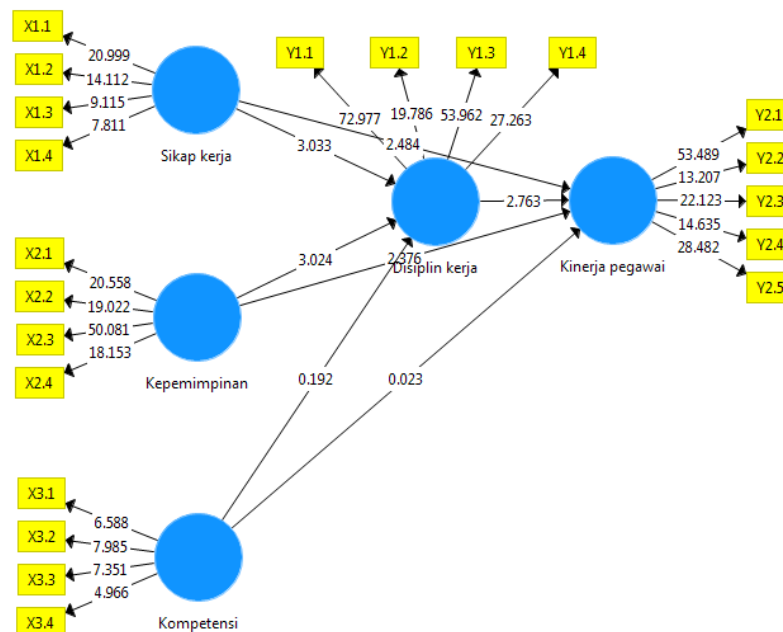 X1.1
20.999
X1.2
14.112
X1.3
9.115
X1.4
7.811
Sikap kerja
Y1.1
Y1.2
Y1.3
Y1.4
72.977
19.786
53.962
27.263
3.033
2.484
Y2.1
53.489
Y2.2
13.207
Y2.3
22.123
Y2.4
14.635
Y2.5
28.482
2.763
Disiplin kerja
Kinerja pegawai
X2.1
20.558
X2.2
19.022
X2.3
50.081
X2.4
18.153
Kepemimpinan
3.024
2.376
0.192
0.023
X3.1
6.588
X3.2
7.985
X3.3
7.351
X3.4
4.966
Kompetensi